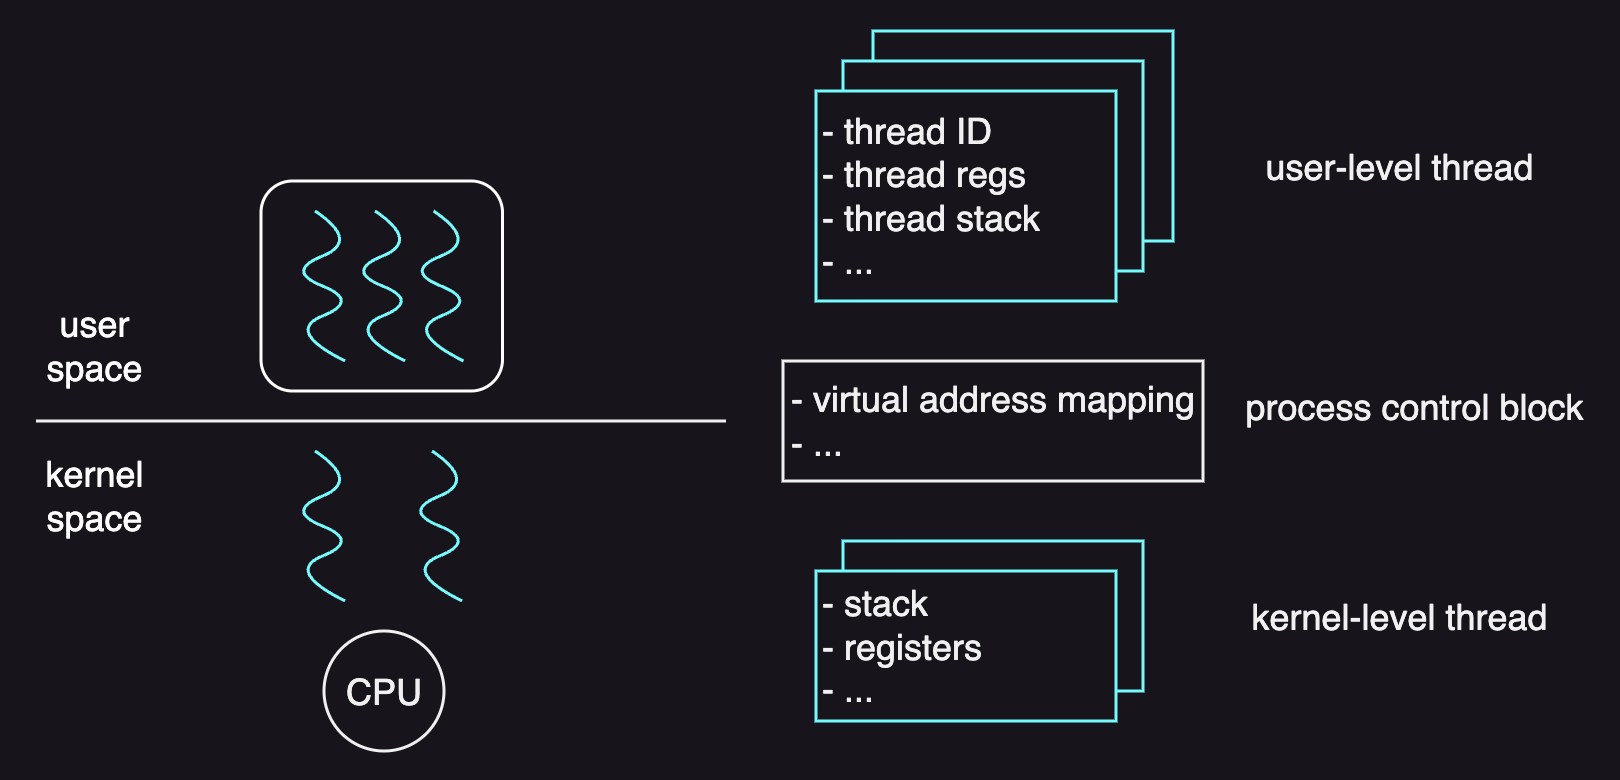 user
space
kernel
space
CPU
- thread ID
- thread regs
- thread stack
- ...
user-level thread
- virtual address mapping
- ...
process control block
- stack
- registers
- ...
kernel-level thread